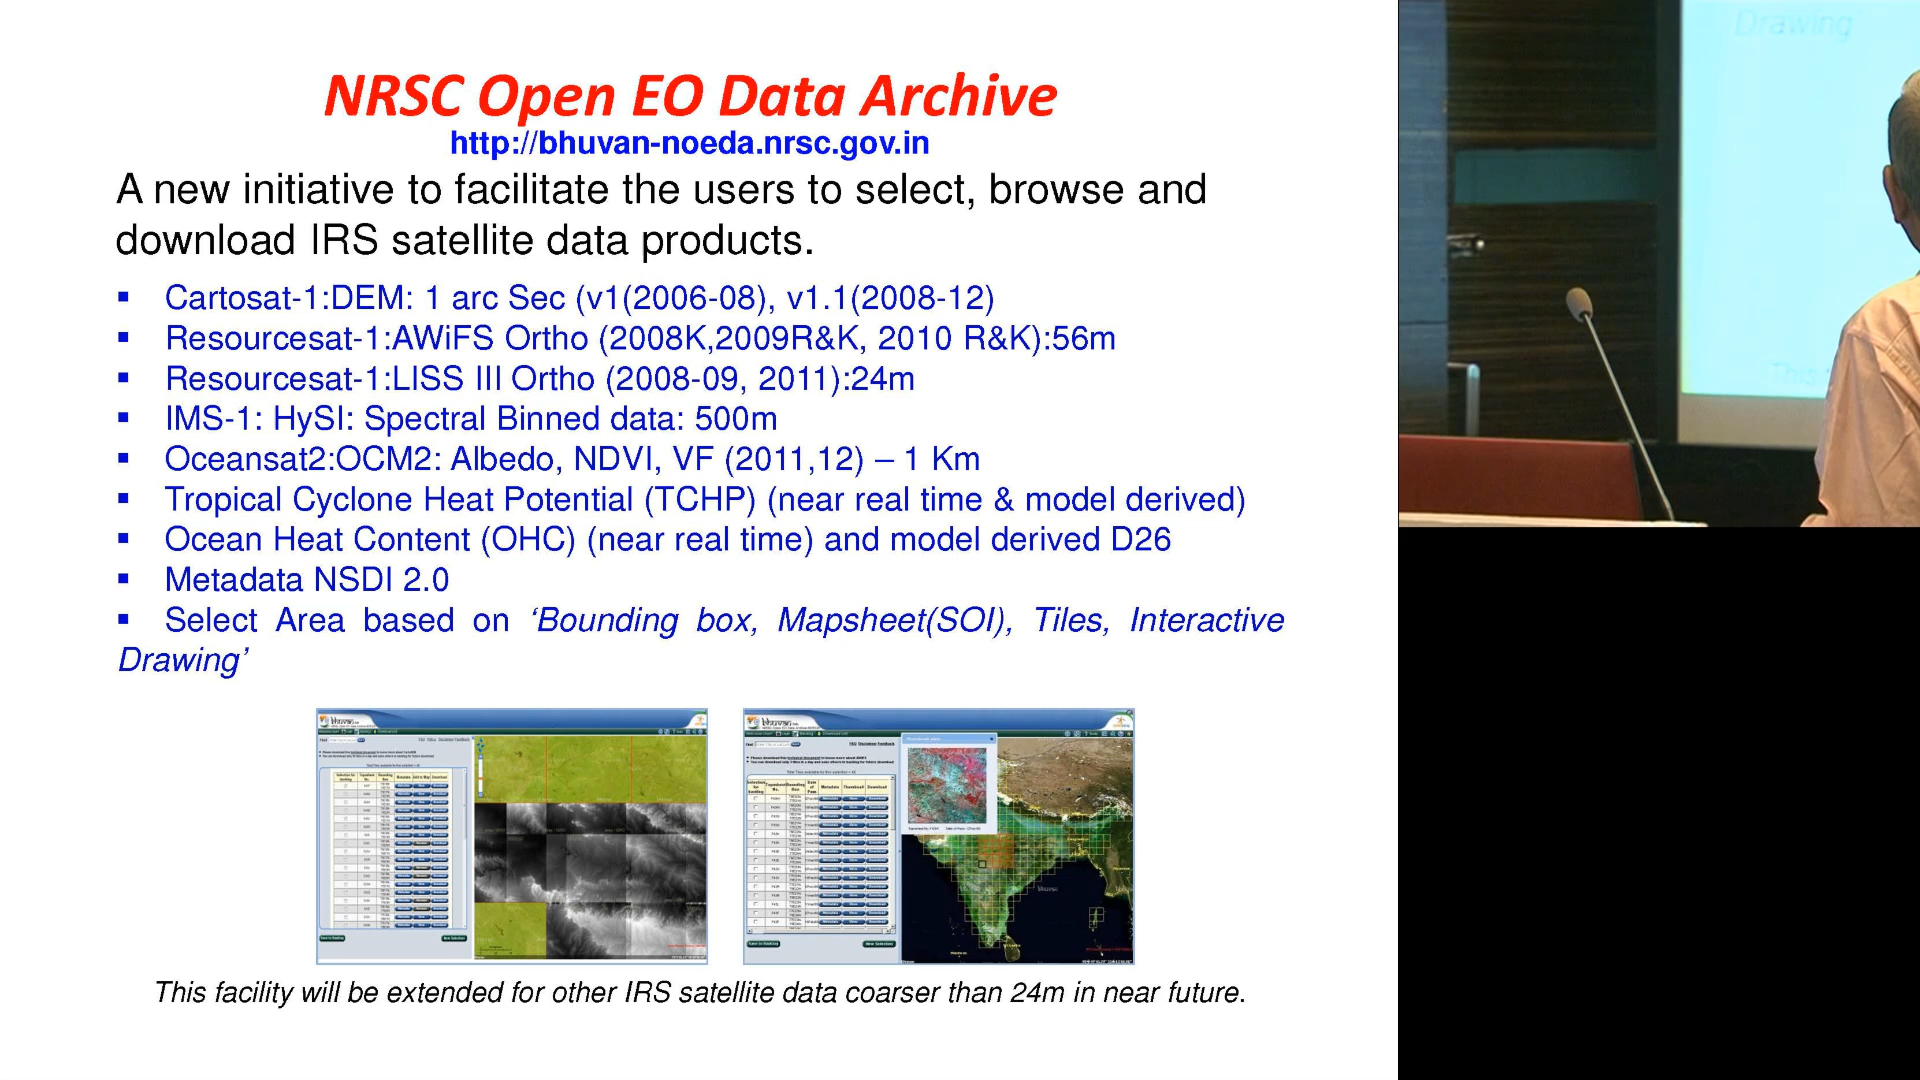 NRSC Open EO Data Archive
http://bhuvan-noeda.nrsc.gov.in
A new initiative to facilitate the users to select, browse and
download IRS satellite data products.
▪ Cartosat-1:DEM: 1 arc Sec (v1(2006-08), v1.1(2008-12)
▪ Resourcesat-1:AWiFS Ortho (2008K,2009R&K, 2010 R&K):56m
▪ Resourcesat-1:LISS III Ortho (2008-09, 2011):24m
▪ IMS-1: HySI: Spectral Binned data: 500m
▪ Oceansat2:OCM2: Albedo, NDVI, VF (2011,12) – 1 Km
▪ Tropical Cyclone Heat Potential (TCHP) (near real time & model derived)
▪ Ocean Heat Content (OHC) (near real time) and model derived D26
▪ Metadata NSDI 2.0
▪ Select Area based on ‘Bounding box, Mapsheet(SOI), Tiles, Interactive
Drawing’
bhuvan
bhuvan
This facility will be extended for other IRS satellite data coarser than 24m in near future.
Drawing
This